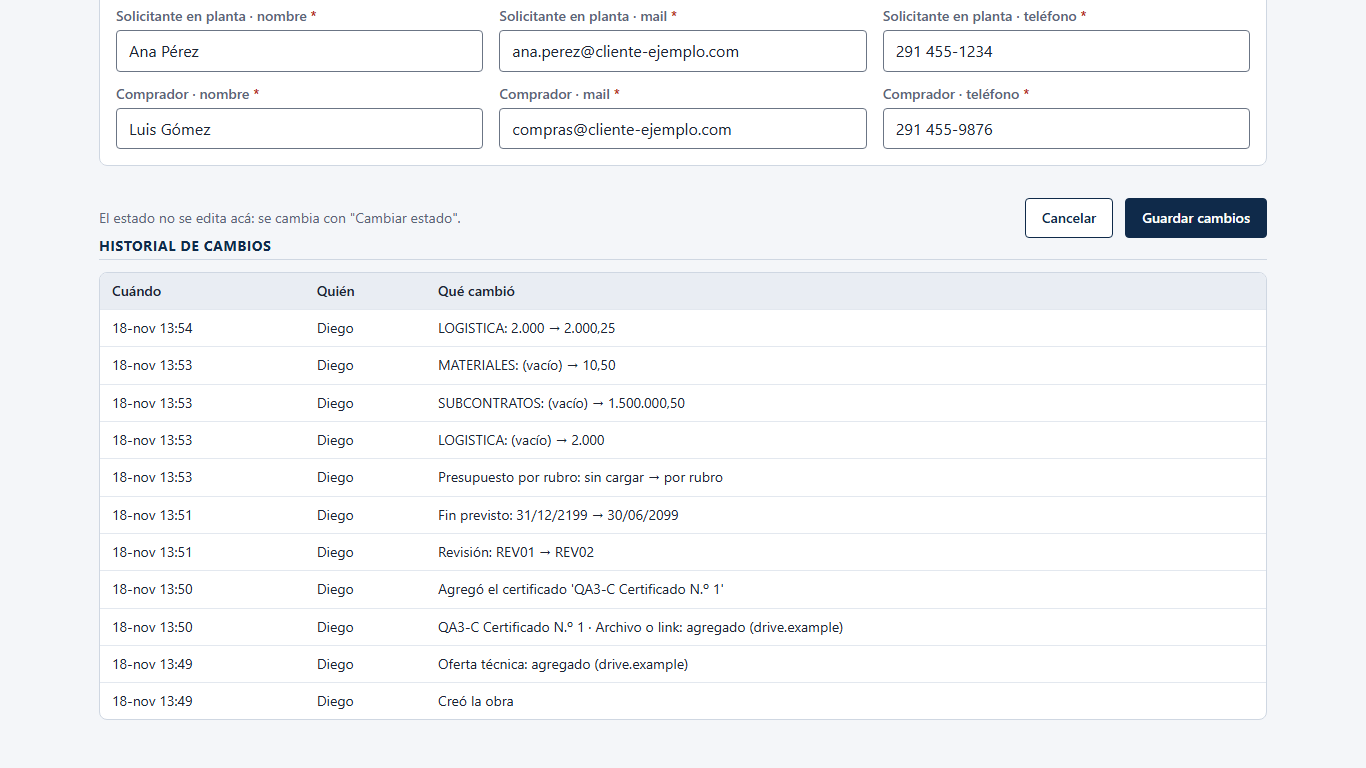 Solicitante en planta · nombre * Solicitante en planta · mail * Solicitante en planta · teléfono *
Ana Pérez ana.perez@cliente-ejemplo.com 291 455-1234
Comprador · nombre * Comprador · mail * Comprador · teléfono *
Luis Gómez compras@cliente-ejemplo.com 291 455-9876
El estado no se edita acá: se cambia con "Cambiar estado". Cancelar Guardar cambios
HISTORIAL DE CAMBIOS
Cuándo Quién Qué cambió
18-nov 13:54 Diego LOGISTICA: 2.000 → 2.000,25
18-nov 13:53 Diego MATERIALES: (vacío) → 10,50
18-nov 13:53 Diego SUBCONTRATOS: (vacío) → 1.500.000,50
18-nov 13:53 Diego LOGISTICA: (vacío) → 2.000
18-nov 13:53 Diego Presupuesto por rubro: sin cargar → por rubro
18-nov 13:51 Diego Fin previsto: 31/12/2199 → 30/06/2099
18-nov 13:51 Diego Revisión: REV01 → REV02
18-nov 13:50 Diego Agregó el certificado 'QA3-C Certificado N.º 1'
18-nov 13:50 Diego QA3-C Certificado N.º 1 · Archivo o link: agregado (drive.example)
18-nov 13:49 Diego Oferta técnica: agregado (drive.example)
18-nov 13:49 Diego Creó la obra